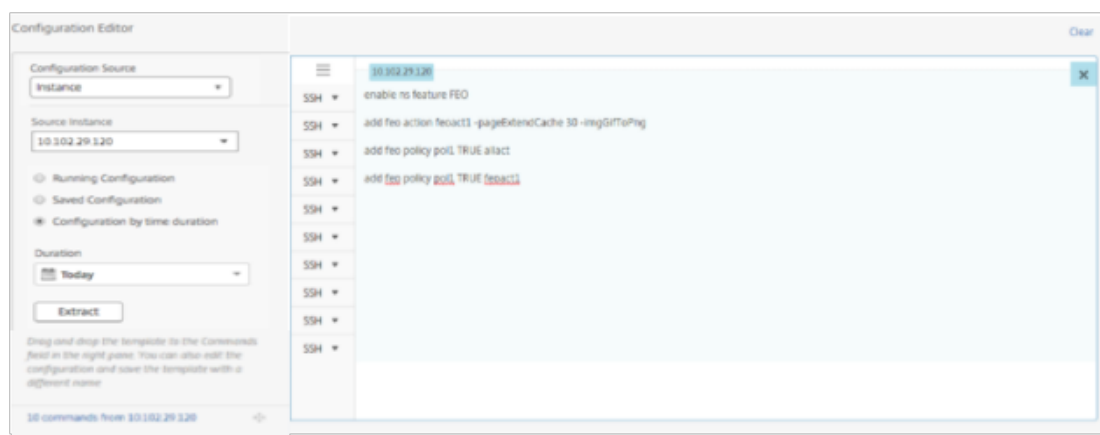 Configuration Editor
Clear
Configuration Source
Instance
Source Instance
10.102.29.120
Running Configuration
Saved Configuration
Configuration by time duration
Duration
Today
Extract
Drag and drop the template to the Commands
field in the right pane. You can also edit the
configuration and save the template with a
different name
10 commands from 10.102.29.120
10.102.29.120
SSH enable ns feature FEO
SSH add feo action feoact1 -pageExtendCache 30 -imgGifToPng
SSH add feo policy pol1 TRUE allact
SSH add feo policy pol1 TRUE feoact1
SSH
SSH
SSH
SSH
SSH
SSH